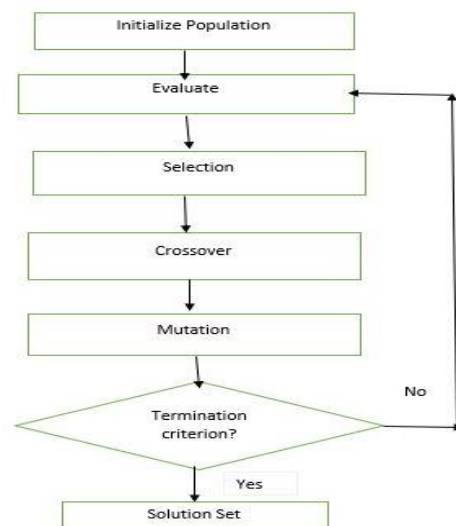 Initialize Population
Evaluate
Selection
Crossover
Mutation
Termination
criterion?
No
Yes
Solution Set